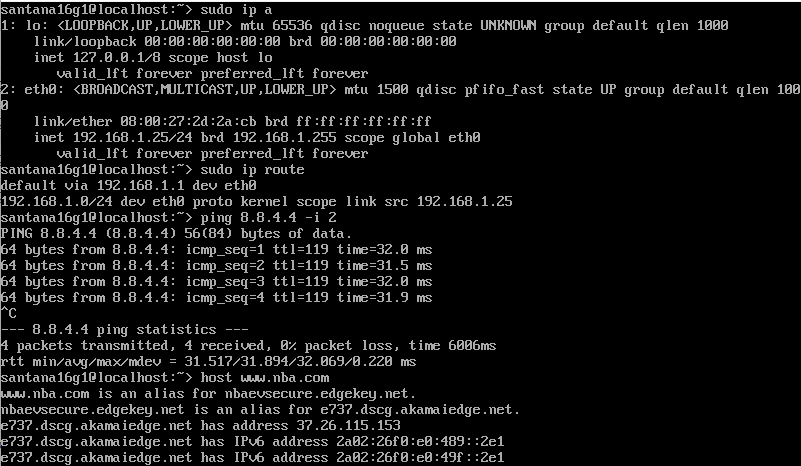 santana16g1@localhost:~> sudo ip a
1: lo: <LOOPBACK,UP,LOWER_UP> mtu 65536 qdisc noqueue state UNKNOWN group default qlen 1000
    link/loopback 00:00:00:00:00:00 brd 00:00:00:00:00:00
    inet 127.0.0.1/8 scope host lo
       valid_lft forever preferred_lft forever
2: eth0: <BROADCAST,MULTICAST,UP,LOWER_UP> mtu 1500 qdisc pfifo_fast state UP group default qlen 100
0
    link/ether 08:00:27:2d:2a:cb brd ff:ff:ff:ff:ff:ff
    inet 192.168.1.25/24 brd 192.168.1.255 scope global eth0
       valid_lft forever preferred_lft forever
santana16g1@localhost:~> sudo ip route
default via 192.168.1.1 dev eth0
192.168.1.0/24 dev eth0 proto kernel scope link src 192.168.1.25
santana16g1@localhost:~> ping 8.8.4.4 -i 2
PING 8.8.4.4 (8.8.4.4) 56(84) bytes of data.
64 bytes from 8.8.4.4: icmp_seq=1 ttl=119 time=32.0 ms
64 bytes from 8.8.4.4: icmp_seq=2 ttl=119 time=31.5 ms
64 bytes from 8.8.4.4: icmp_seq=3 ttl=119 time=32.0 ms
64 bytes from 8.8.4.4: icmp_seq=4 ttl=119 time=31.9 ms
^C
--- 8.8.4.4 ping statistics ---
4 packets transmitted, 4 received, 0% packet loss, time 6006ms
rtt min/avg/max/mdev = 31.517/31.894/32.069/0.220 ms
santana16g1@localhost:~> host www.nba.com
www.nba.com is an alias for nbaevsecure.edgekey.net.
nbaevsecure.edgekey.net is an alias for e737.dscg.akamaiedge.net.
e737.dscg.akamaiedge.net has address 37.26.115.153
e737.dscg.akamaiedge.net has IPv6 address 2a02:26f0:e0:489::2e1
e737.dscg.akamaiedge.net has IPv6 address 2a02:26f0:e0:49f::2e1